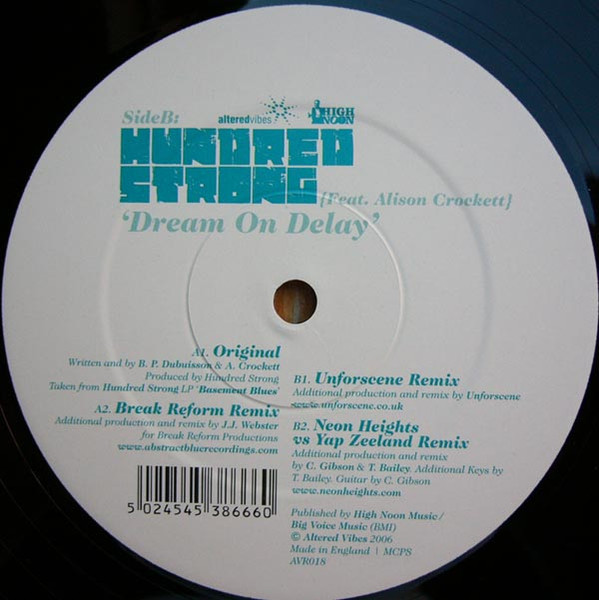 SideB:
alteredvibes
HIGH
NOON
HUNDRED
STRONG
{Feat. Alison Crockett}
'Dream On Delay'
A1. Original
Written and by B. P. Dubuisson & A. Crockett
Produced by Hundred Strong
Taken from Hundred Strong LP 'Basement Blues'
A2. Break Reform Remix
Additional production and remix by J.J. Webster
for Break Reform Productions
www.abstractbluerecordings.com
5 024545 386660
B1. Unforscene Remix
Additional production and remix by Unforscene
www.unforscene.co.uk
B2. Neon Heights
vs Yap Zeeland Remix
Additional production and remix
by C. Gibson & T. Bailey. Additional Keys by
T. Bailey. Guitar by C. Gibson
www.neonheights.com
Published by High Noon Music /
Big Voice Music (BMI)
© Altered Vibes 2006
Made in England | MCPS
AVR018